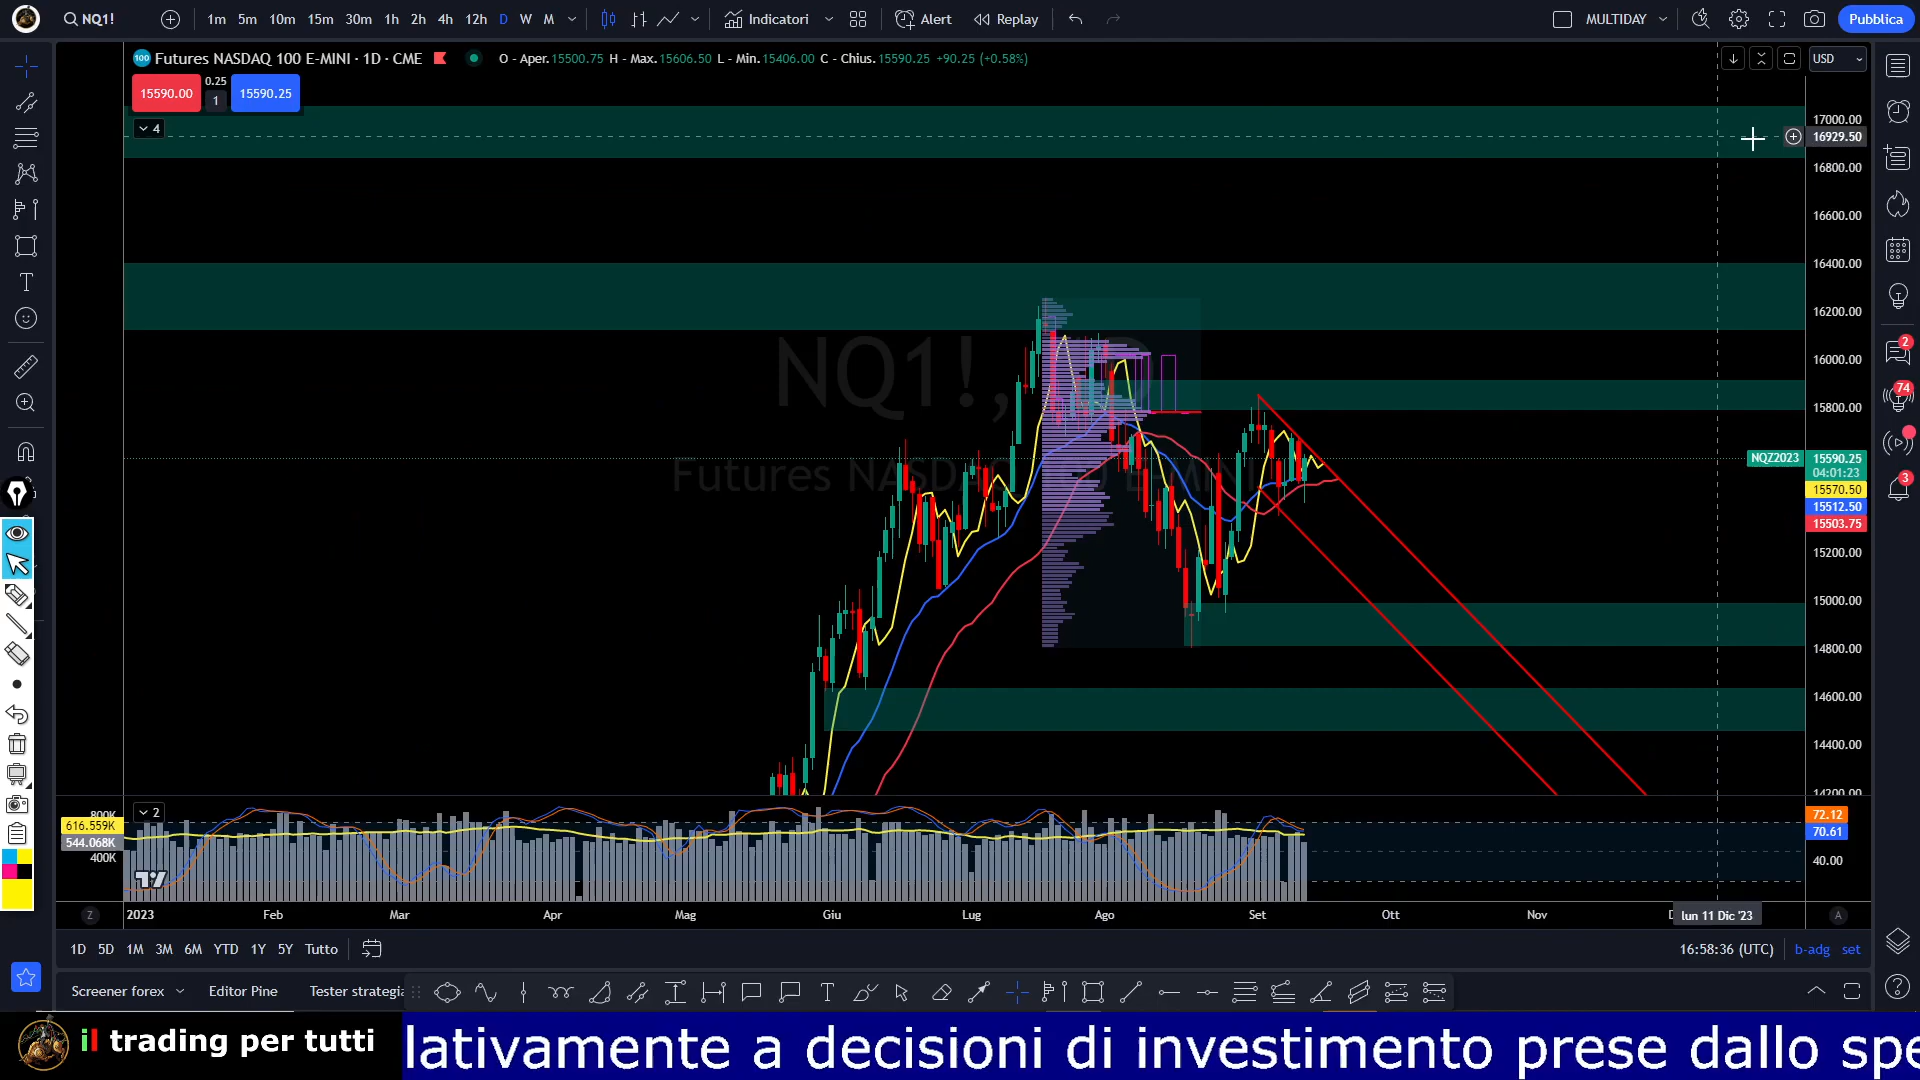 NQ1!
1m 5m 10m 15m 30m 1h 2h 4h 12h D W M
Indicatori
Alert
Replay
MULTIDAY
Pubblica
100 Futures NASDAQ 100 E-MINI · 1D · CME
O - Aper.15500.75 H - Max.15606.50 L - Min.15406.00 C - Chius.15590.25 +90.25 (+0.58%)
USD
15590.00
0.25
1
15590.25
4
17000.00
16929.50
16800.00
16600.00
16400.00
16200.00
16000.00
15800.00
NQZ2023
15590.25
04:01:23
15570.50
15512.50
15503.75
15200.00
15000.00
14800.00
14600.00
14400.00
14200.00
2
74
3
2
800K
616.559K
544.068K
400K
72.12
70.61
40.00
Z
2023 Feb Mar Apr Mag Giu Lug Ago Set Ott Nov
lun 11 Dic '23
A
1D 5D 1M 3M 6M YTD 1Y 5Y Tutto
16:58:36 (UTC)
b-adg
set
Screener forex
Editor Pine
Tester strategia
il trading per tutti
lativamente a decisioni di investimento prese dallo spe